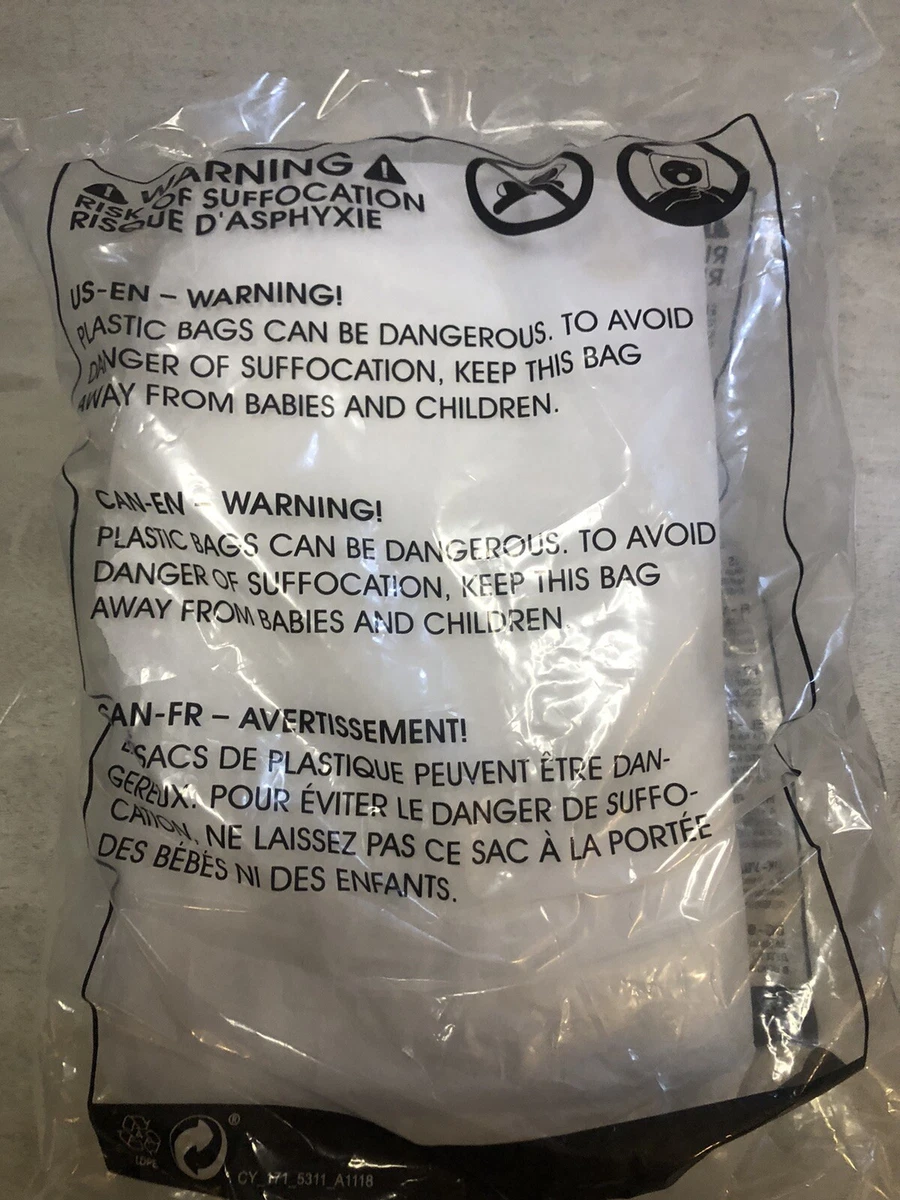 WARNING
RISK OF SUFFOCATION
RISQUE D'ASPHYXIE
US-EN – WARNING!
PLASTIC BAGS CAN BE DANGEROUS. TO AVOID
DANGER OF SUFFOCATION, KEEP THIS BAG
AWAY FROM BABIES AND CHILDREN.
CAN-EN – WARNING!
PLASTIC BAGS CAN BE DANGEROUS. TO AVOID
DANGER OF SUFFOCATION, KEEP THIS BAG
AWAY FROM BABIES AND CHILDREN.
CAN-FR – AVERTISSEMENT!
SACS DE PLASTIQUE PEUVENT ÊTRE DAN-
GEREUX. POUR ÉVITER LE DANGER DE SUFFO-
CATION, NE LAISSEZ PAS CE SAC À LA PORTÉE
DES BÉBÉS NI DES ENFANTS.
LDPE
®
CY_171_5311_A1118